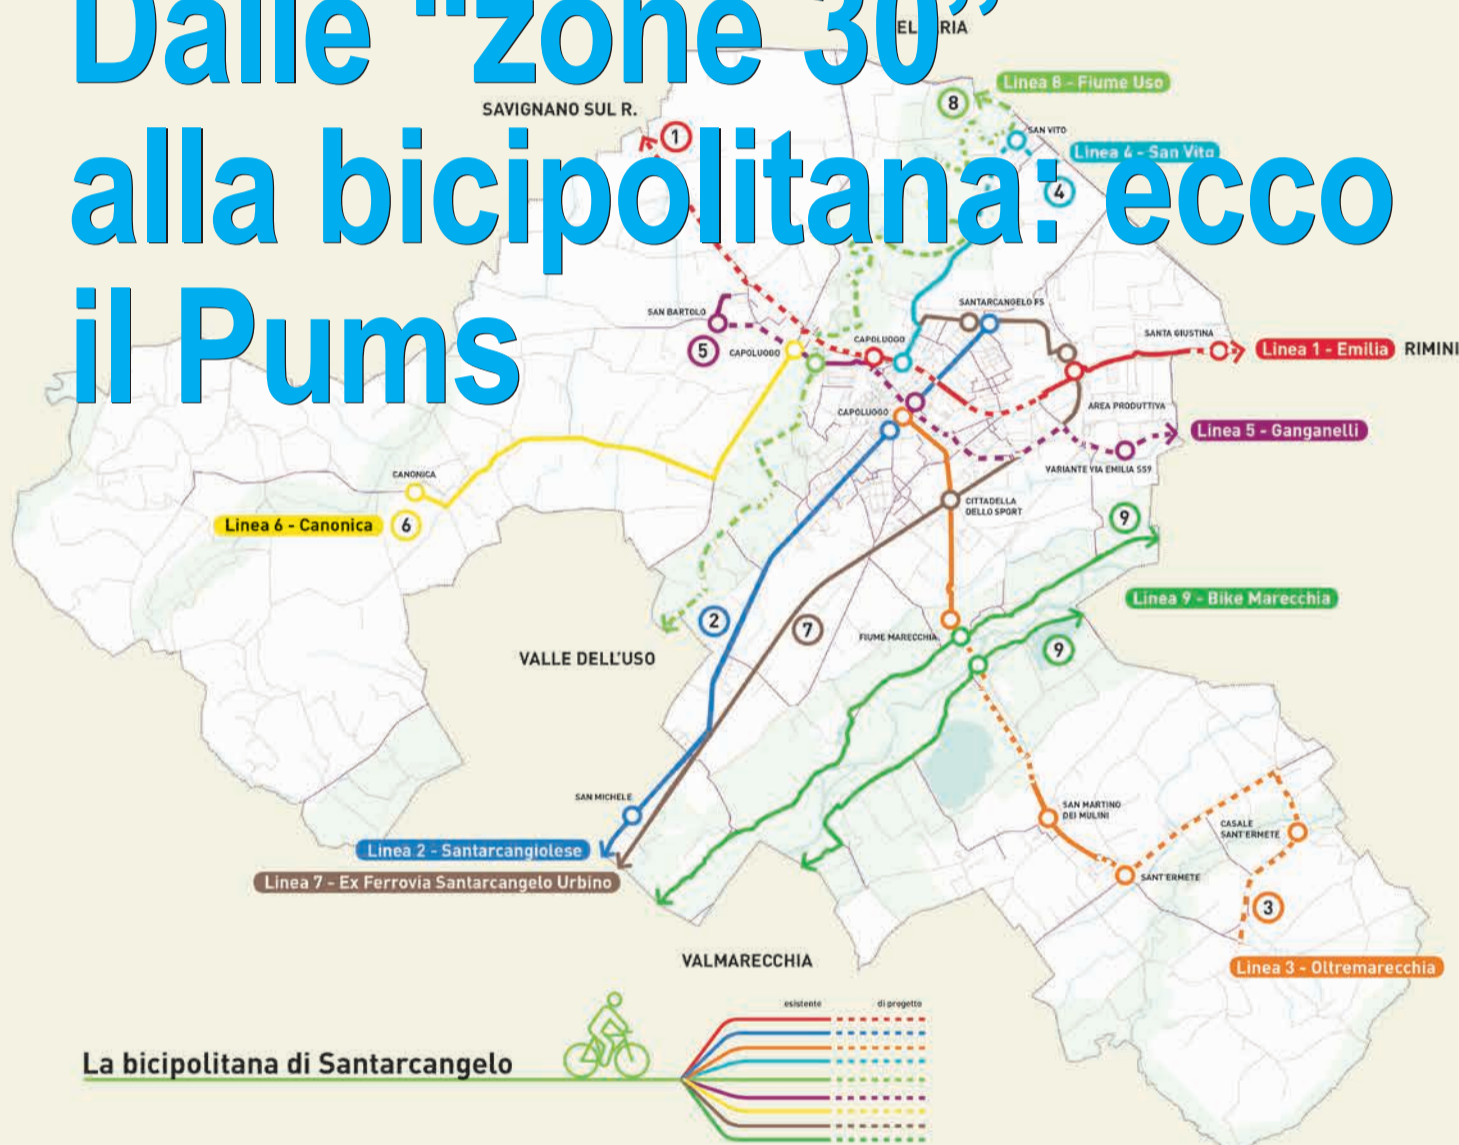 Dalle “zone 30”
alla bicipolitana: ecco
il Pums
SAVIGNANO SUL R.
1
8
Linea 8 - Fiume Uso
SAN VITO
Linea 4 - San Vito
4
SAN BARTOLO
5
CAPOLUOGO
CAPOLUOGO
SANTARCANGELO FS
SANTA GIUSTINA
Linea 1 - Emilia
RIMINI
AREA PRODUTTIVA
CAPOLUOGO
Linea 5 - Ganganelli
VARIANTE VIA EMILIA SS9
CANONICA
Linea 6 - Canonica
6
CITTADELLA
DELLO SPORT
9
Linea 9 - Bike Marecchia
2
7
FIUME MARECCHIA
9
VALLE DELL'USO
SAN MICHELE
SAN MARTINO
DEI MULINI
CASALE
SANT'ERMETE
Linea 2 - Santarcangiolese
Linea 7 - Ex Ferrovia Santarcangelo Urbino
SANT'ERMETE
3
Linea 3 - Oltremarecchia
VALMARECCHIA
esistente
di progetto
La bicipolitana di Santarcangelo